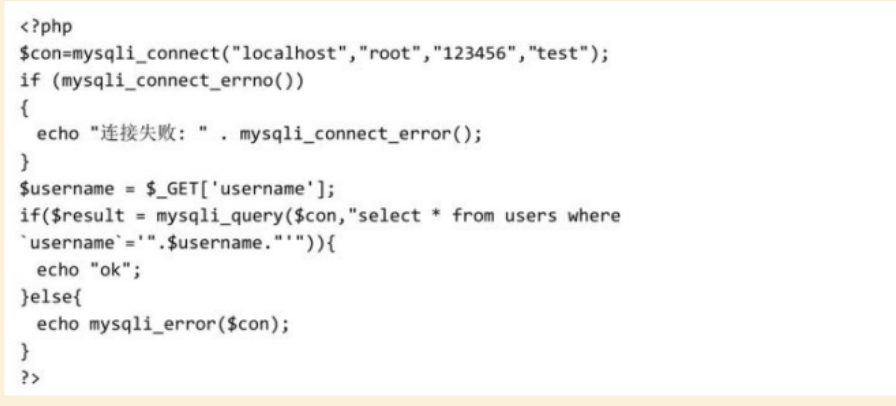 <?php
$con=mysqli_connect("localhost","root","123456","test");
if (mysqli_connect_errno())
{
echo "连接失败: " . mysqli_connect_error();
}
$username = $_GET['username'];
if($result = mysqli_query($con,"select * from users where
`username`='".$username."'")){
echo "ok";
}else{
echo mysqli_error($con);
}
?>